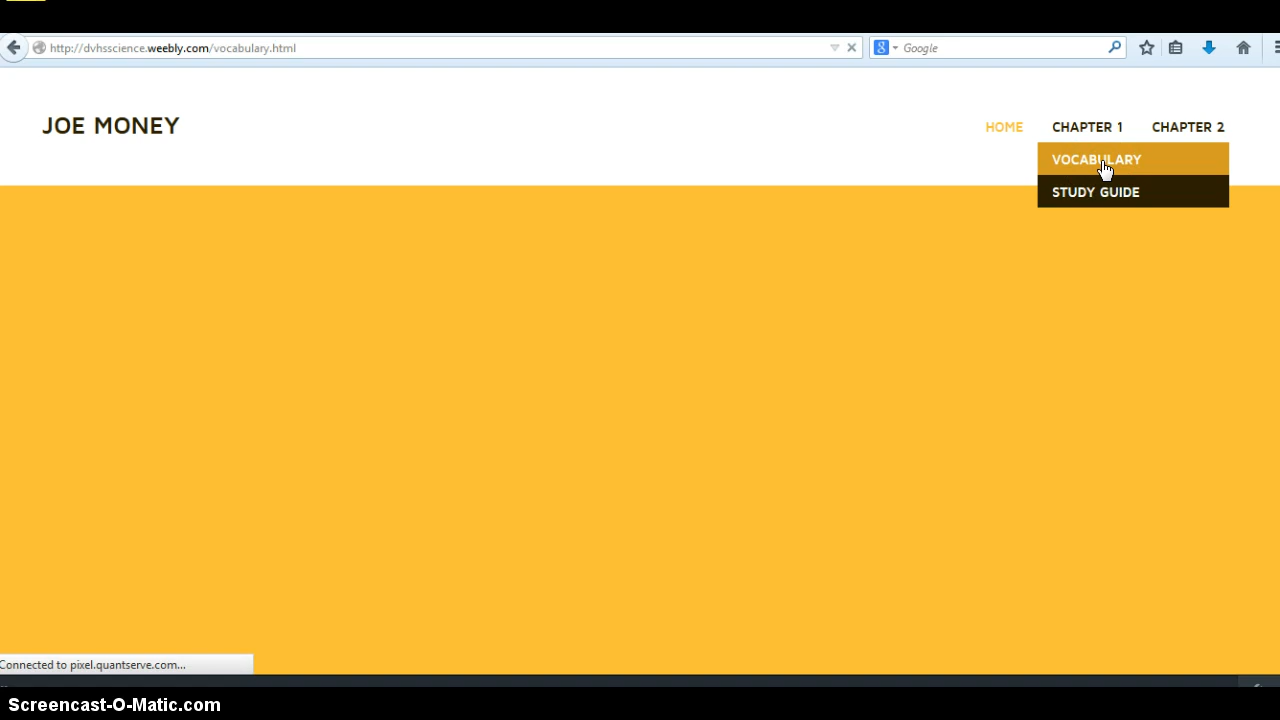 http://dvhsscience.weebly.com/vocabulary.html
Google
JOE MONEY
HOME CHAPTER 1 CHAPTER 2
VOCABULARY
STUDY GUIDE
Connected to pixel.quantserve.com...
Screencast-O-Matic.com